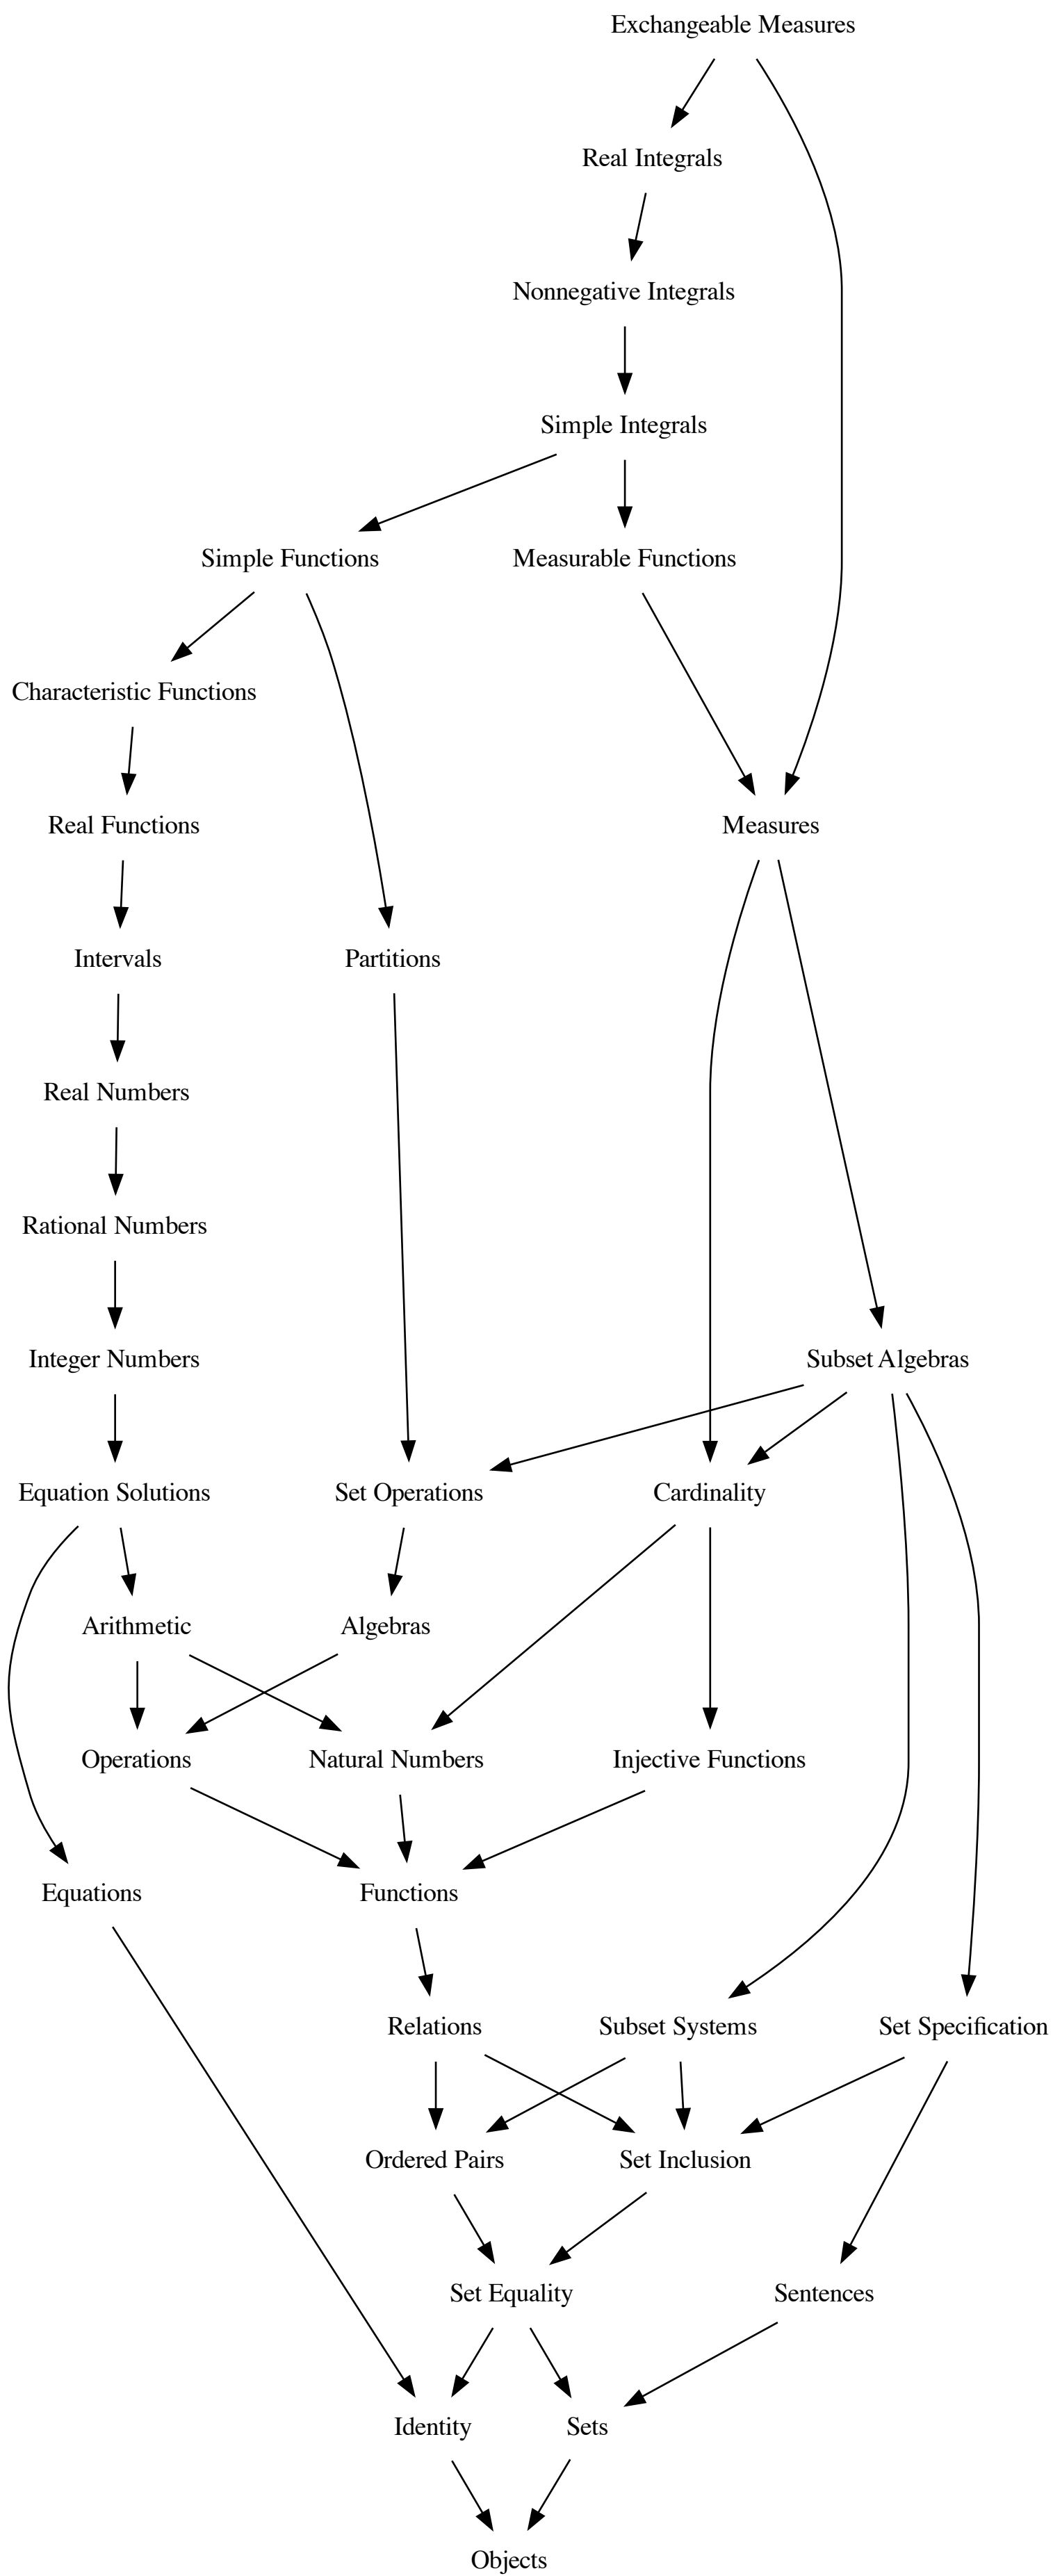 Exchangeable Measures
Real Integrals
Nonnegative Integrals
Simple Integrals
Simple Functions
Measurable Functions
Characteristic Functions
Real Functions
Measures
Intervals
Partitions
Real Numbers
Rational Numbers
Integer Numbers
Subset Algebras
Equation Solutions
Set Operations
Cardinality
Arithmetic
Algebras
Operations
Natural Numbers
Injective Functions
Equations
Functions
Relations
Subset Systems
Set Specification
Ordered Pairs
Set Inclusion
Set Equality
Sentences
Identity
Sets
Objects